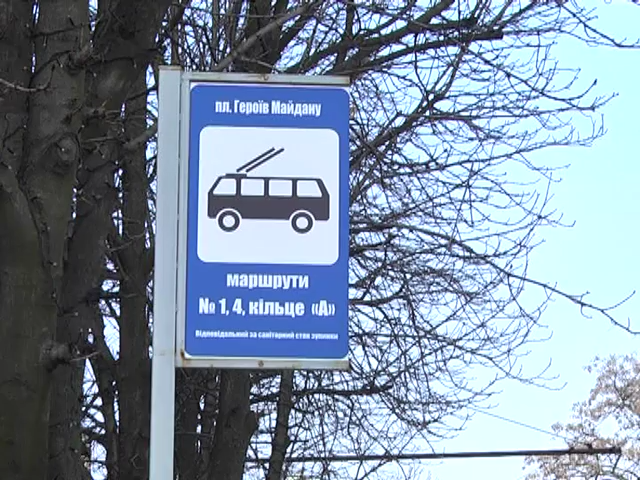 пл. Героїв Майдану
маршрути
№ 1, 4, кільце «А»
Відповідальний за санітарний стан зупинки